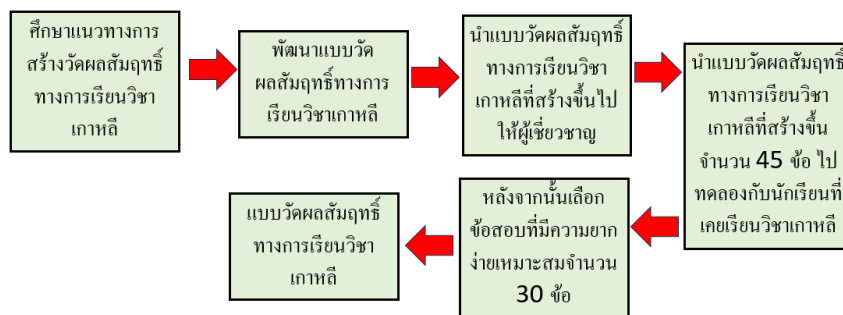 ศึกษาแนวทางการ
สร้างวัดผลสัมฤทธิ์
ทางการเรียนวิชา
เกาหลี
พัฒนาแบบวัด
ผลสัมฤทธิ์ทางการ
เรียนวิชาเกาหลี
นำแบบวัดผลสัมฤทธิ์
ทางการเรียนวิชา
เกาหลีที่สร้างขึ้นไป
ให้ผู้เชี่ยวชาญ
นำแบบวัดผลสัมฤทธิ์
ทางการเรียนวิชา
เกาหลีที่สร้างขึ้น
จำนวน 45 ข้อ ไป
ทดลองกับนักเรียนที่
เคยเรียนวิชาเกาหลี
หลังจากนั้นเลือก
ข้อสอบที่มีความยาก
ง่ายเหมาะสมจำนวน
30 ข้อ
แบบวัดผลสัมฤทธิ์
ทางการเรียนวิชา
เกาหลี